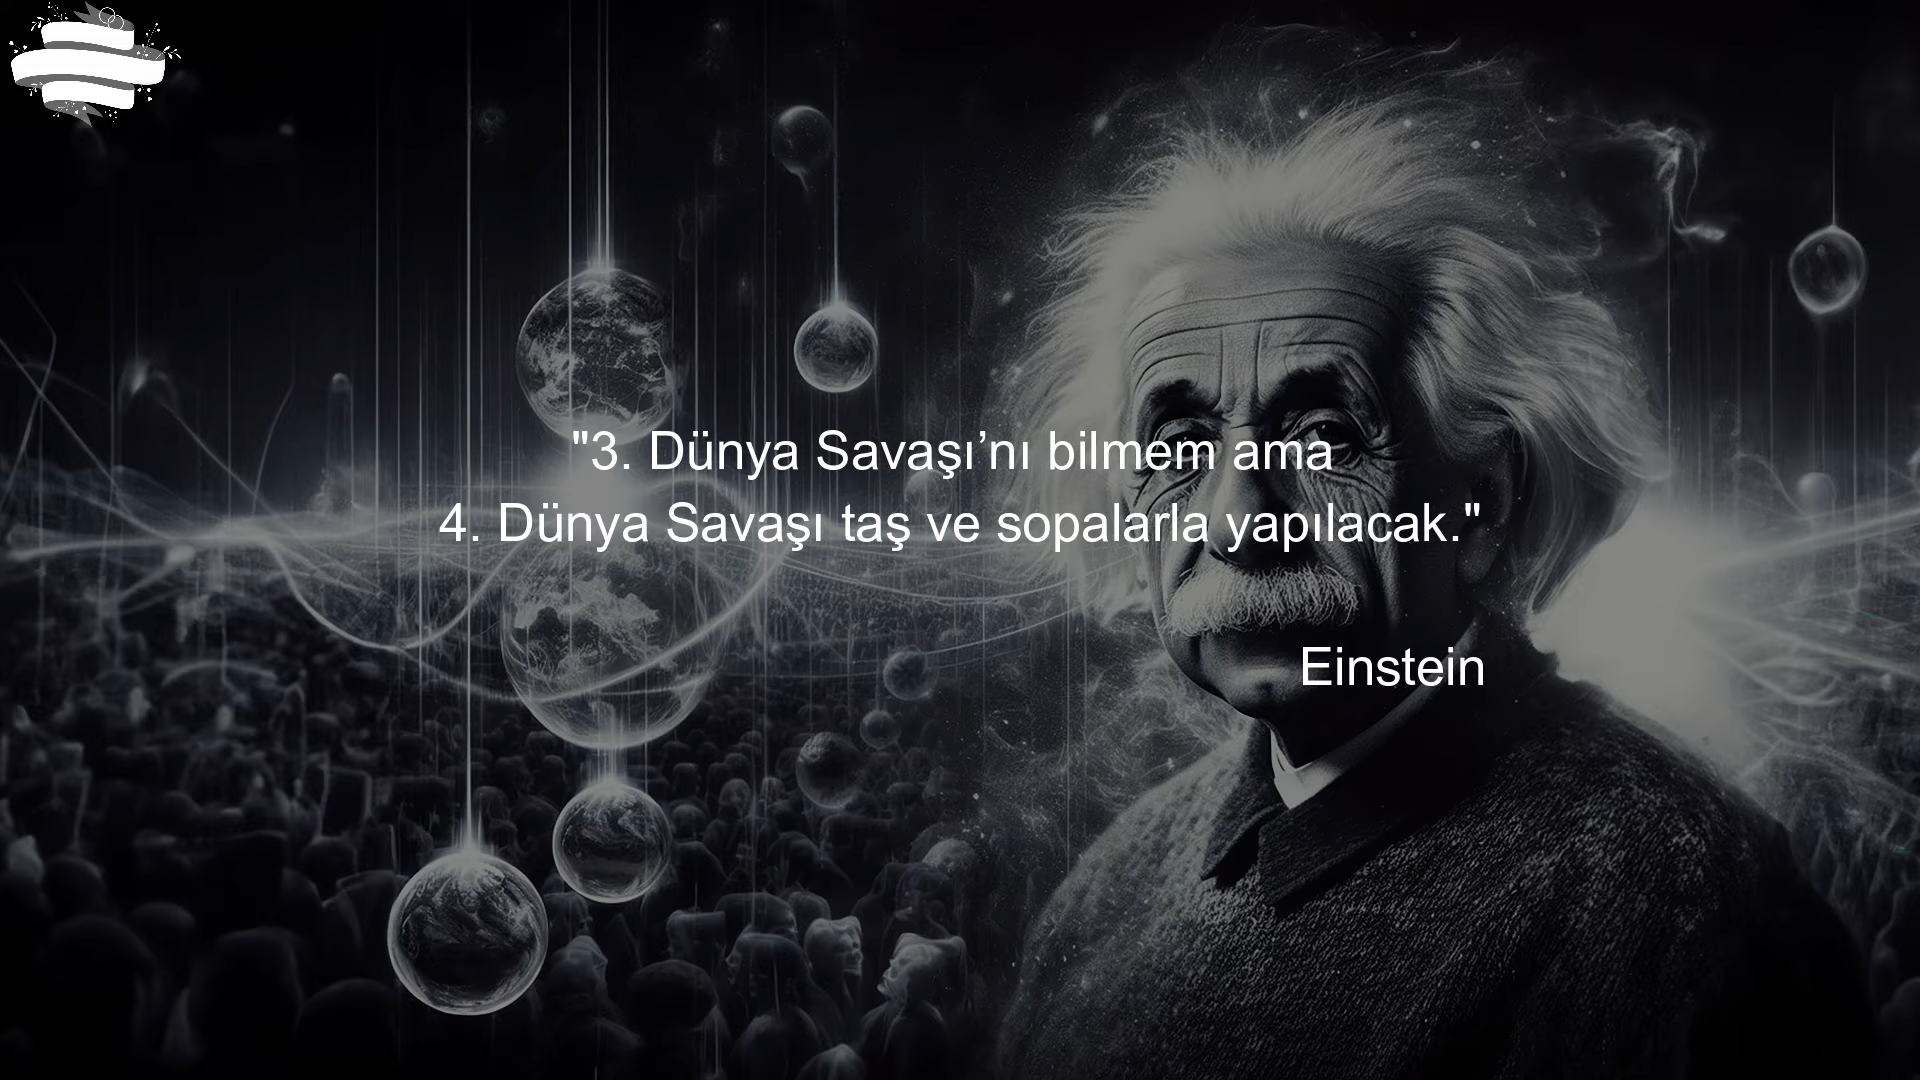 "3. Dünya Savaşı’nı bilmem ama
4. Dünya Savaşı taş ve sopalarla yapılacak."
Einstein